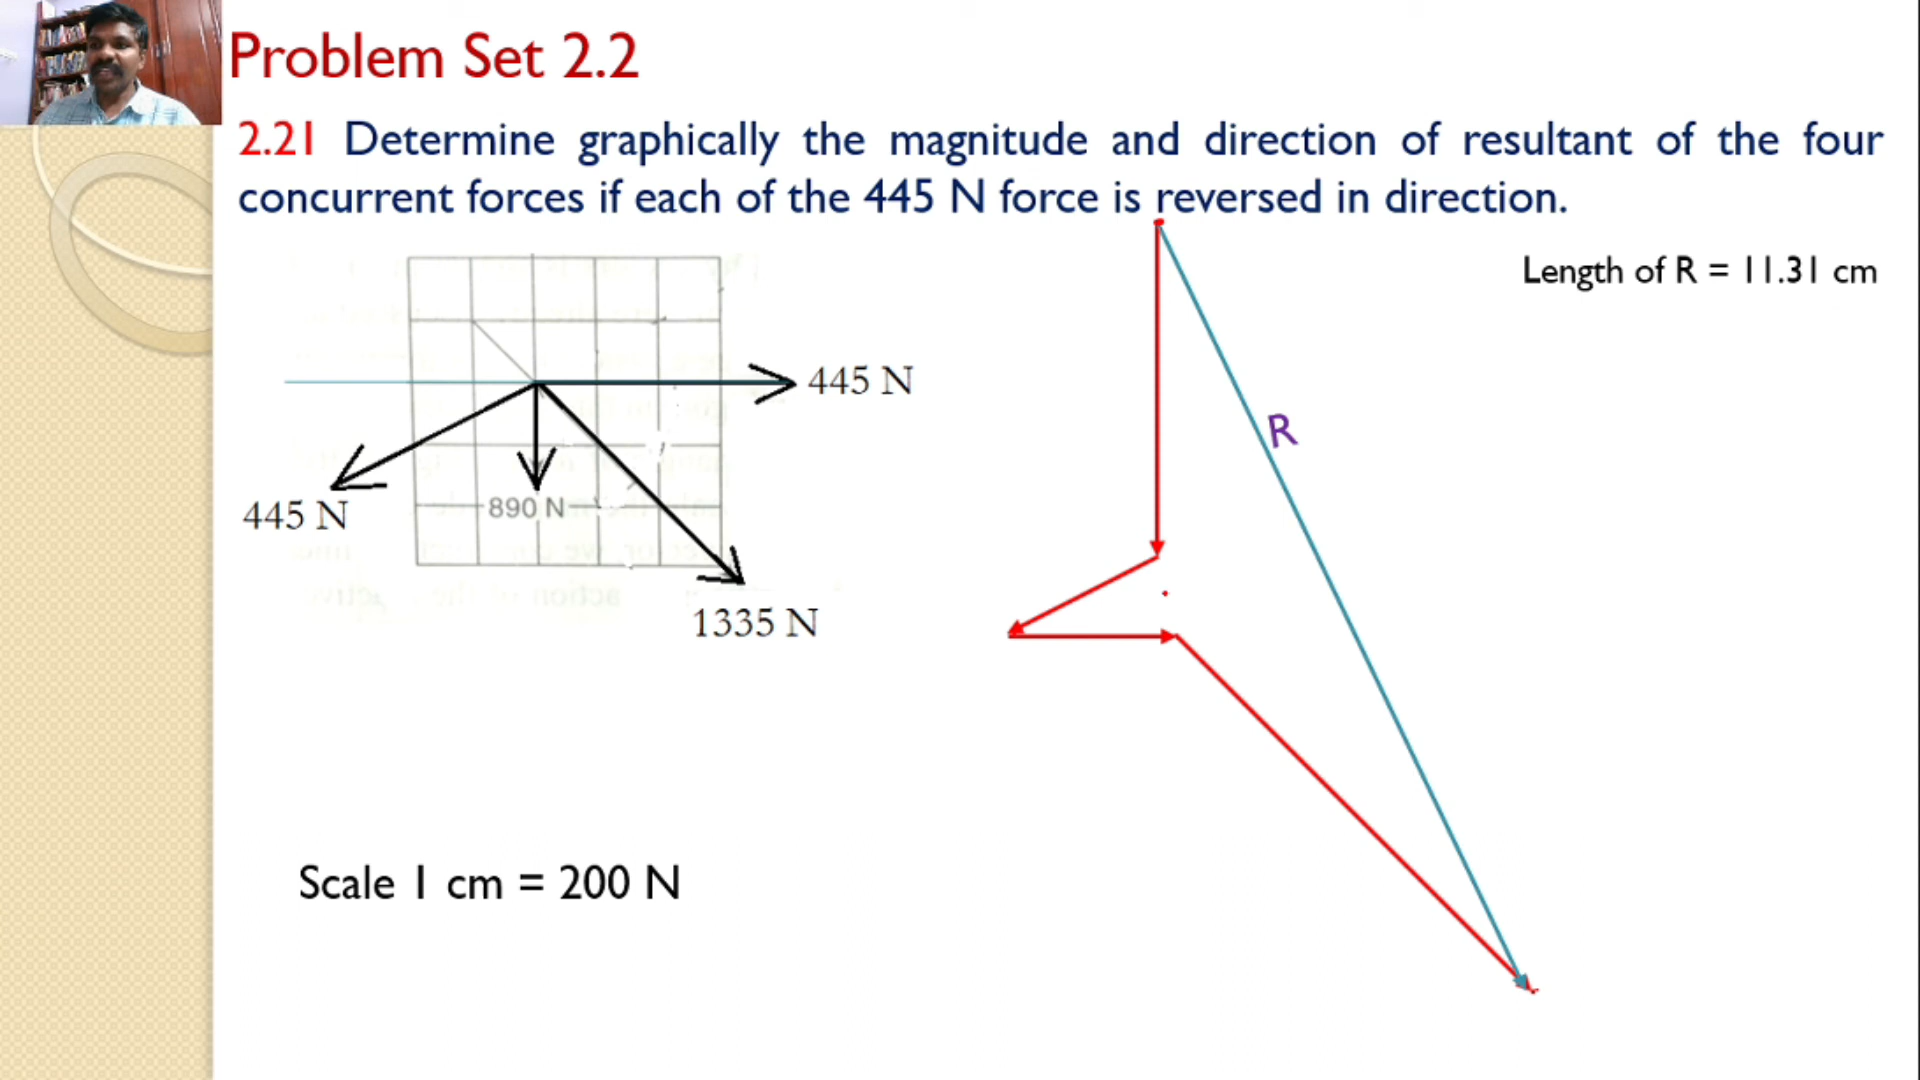 Problem Set 2.2
2.21 Determine graphically the magnitude and direction of resultant of the four
concurrent forces if each of the 445 N force is reversed in direction.
Length of R = 11.31 cm
445 N
R
445 N
890 N
1335 N
Scale 1 cm = 200 N